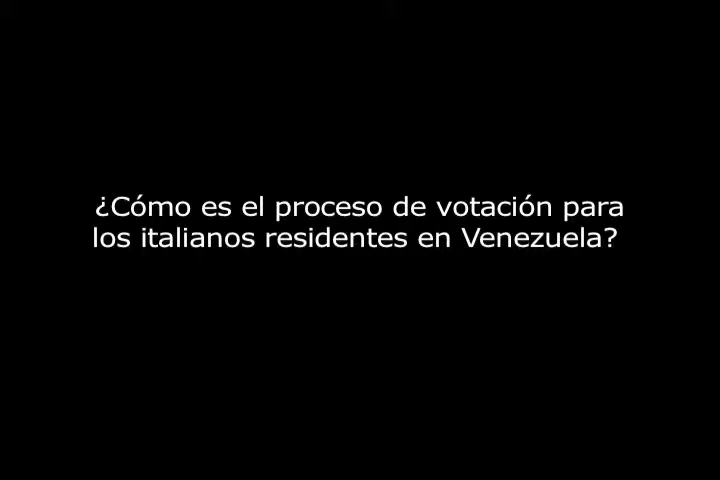 ¿Cómo es el proceso de votación para
los italianos residentes en Venezuela?